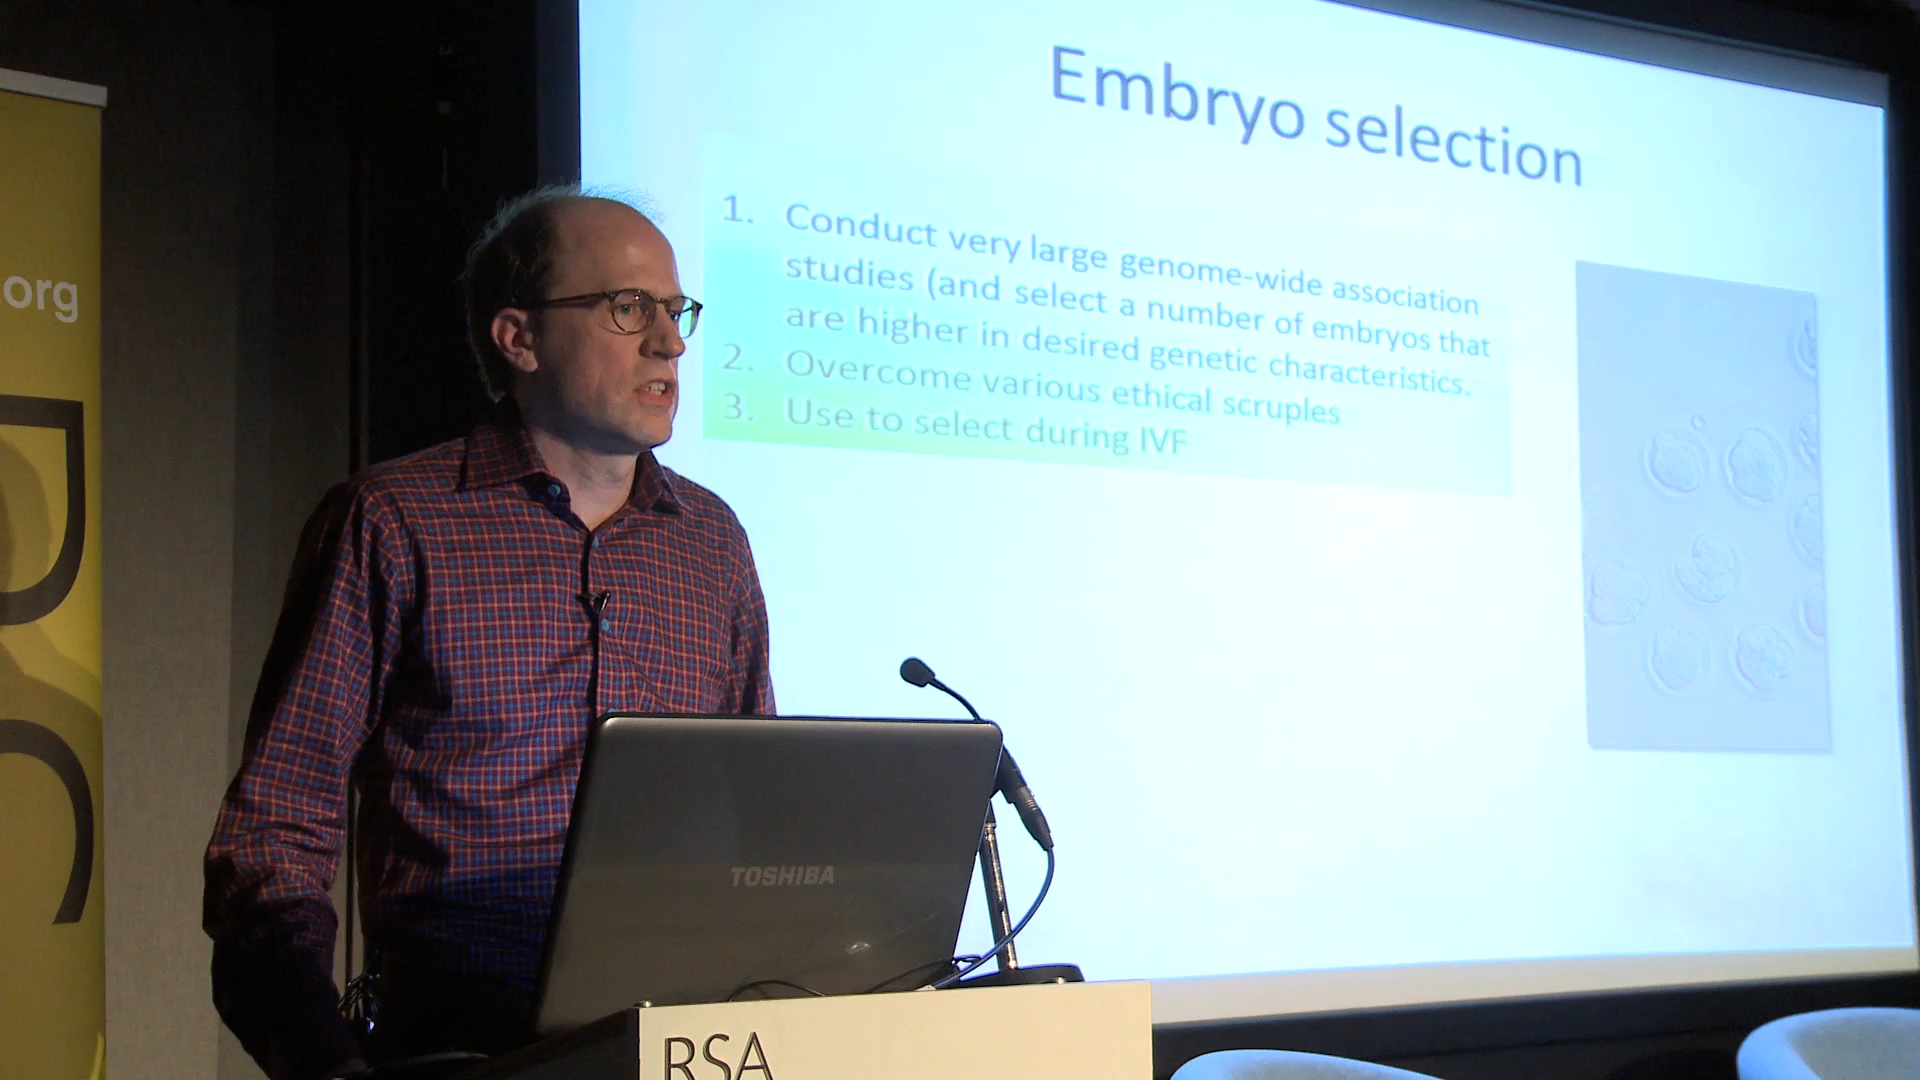 Embryo selection
1. Conduct very large genome-wide association
studies (and select a number of embryos that
are higher in desired genetic characteristics.
2. Overcome various ethical scruples
3. Use to select during IVF
.org
TOSHIBA
RSA